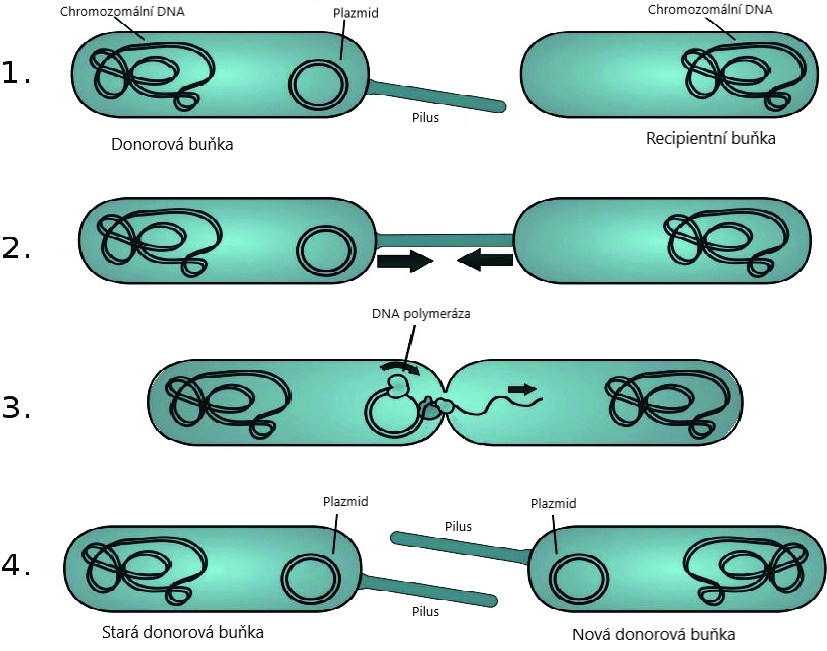 Chromozomální DNA
Plazmid
Chromozomální DNA
1.
Pilus
Donorová buňka
Recipientní buňka
2.
DNA polymeráza
3.
Plazmid
Plazmid
Pilus
4.
Pilus
Stará donorová buňka
Nová donorová buňka